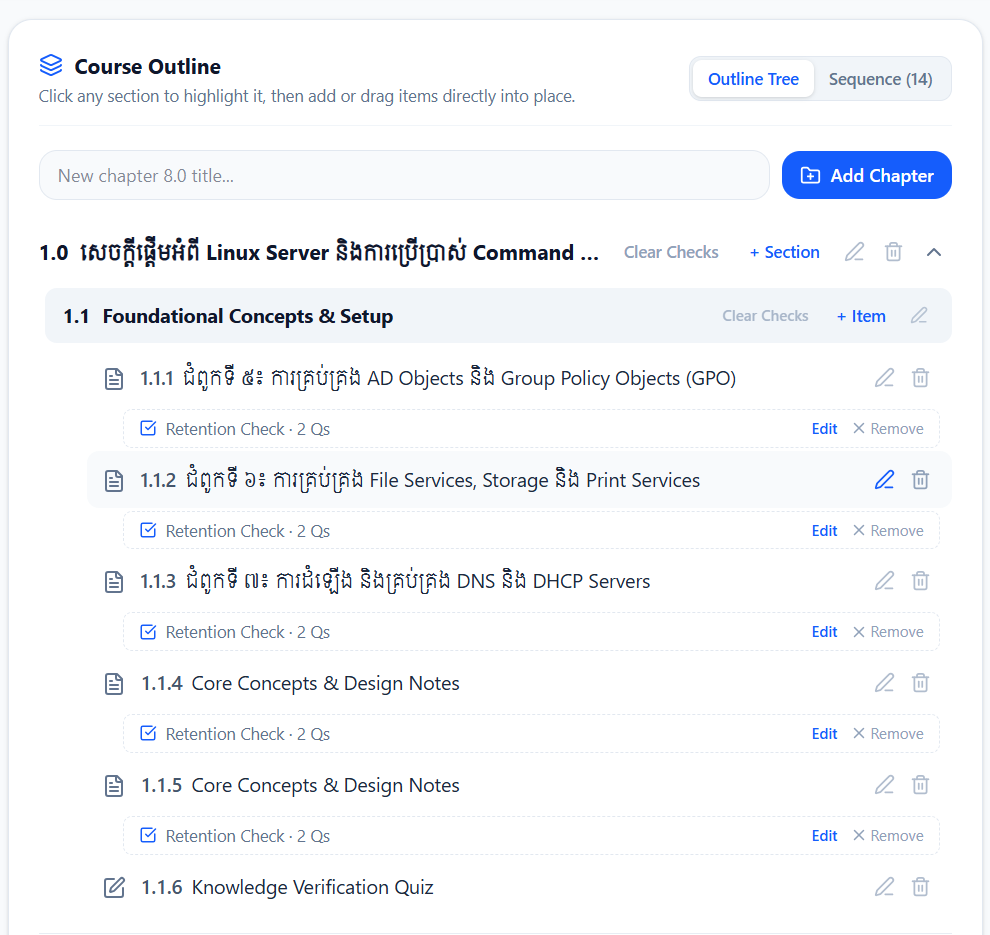 Course Outline
Click any section to highlight it, then add or drag items directly into place.
Outline Tree
Sequence (14)
New chapter 8.0 title...
Add Chapter
1.0 សេចក្តីផ្តើមអំពី Linux Server និងការប្រើប្រាស់ Command ...
Clear Checks
+ Section
1.1 Foundational Concepts & Setup
Clear Checks
+ Item
1.1.1 ជំពូកទី ៥៖ ការគ្រប់គ្រង AD Objects និង Group Policy Objects (GPO)
Retention Check · 2 Qs
Edit
Remove
1.1.2 ជំពូកទី ៦៖ ការគ្រប់គ្រង File Services, Storage និង Print Services
Retention Check · 2 Qs
Edit
Remove
1.1.3 ជំពូកទី ៧៖ ការដំឡើង និងគ្រប់គ្រង DNS និង DHCP Servers
Retention Check · 2 Qs
Edit
Remove
1.1.4 Core Concepts & Design Notes
Retention Check · 2 Qs
Edit
Remove
1.1.5 Core Concepts & Design Notes
Retention Check · 2 Qs
Edit
Remove
1.1.6 Knowledge Verification Quiz